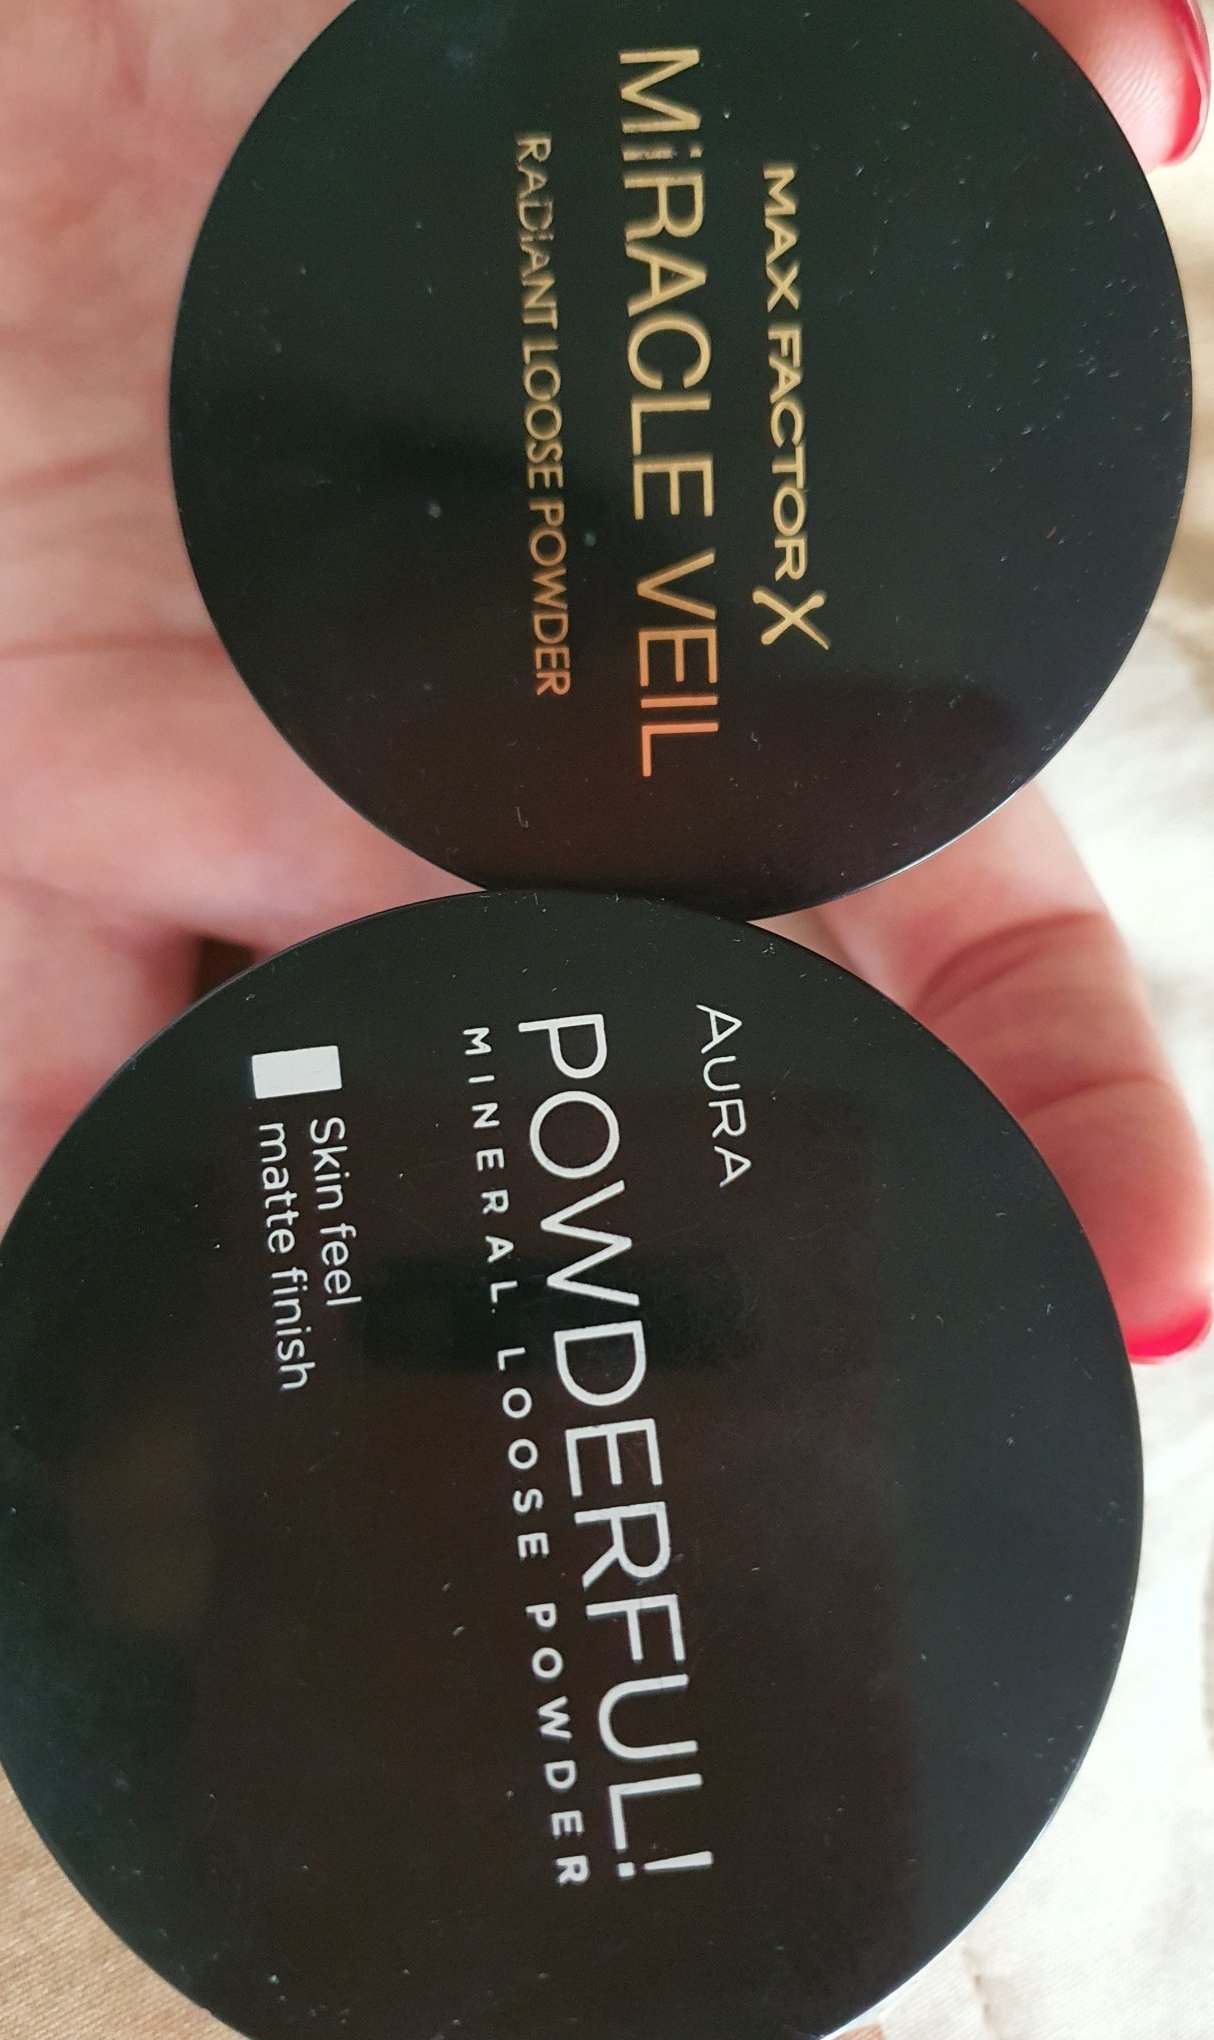 MAX FACTOR X
MiRACLE VEIL
RADiANT LOOSE POWDER
AURA
POWDERFUL!
MINERAL LOOSE POWDER
Skin feel
matte finish